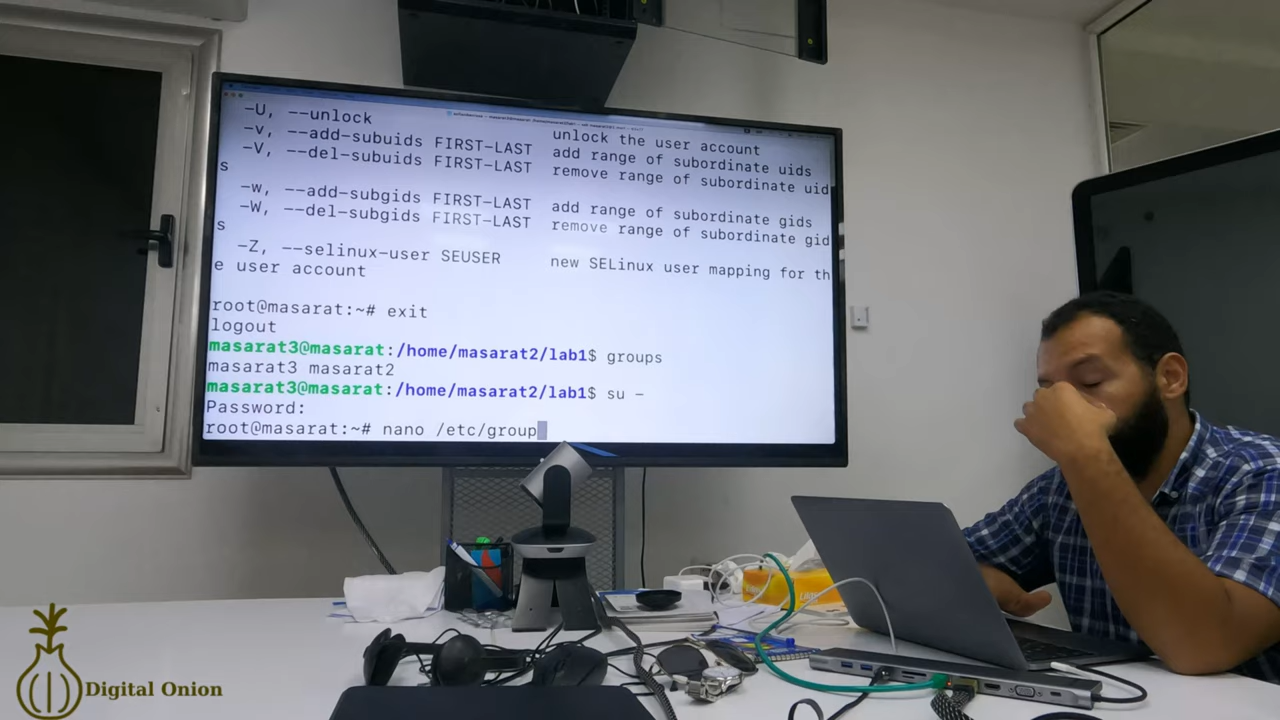 -U, --unlock unlock the user account
-v, --add-subuids FIRST-LAST add range of subordinate uids
-V, --del-subuids FIRST-LAST remove range of subordinate uid
s
-w, --add-subgids FIRST-LAST add range of subordinate gids
-W, --del-subgids FIRST-LAST remove range of subordinate gid
s
-Z, --selinux-user SEUSER new SELinux user mapping for th
e user account
root@masarat:~# exit
logout
masarat3@masarat:/home/masarat2/lab1$ groups
masarat3 masarat2
masarat3@masarat:/home/masarat2/lab1$ su -
Password:
root@masarat:~# nano /etc/group
Digital Onion